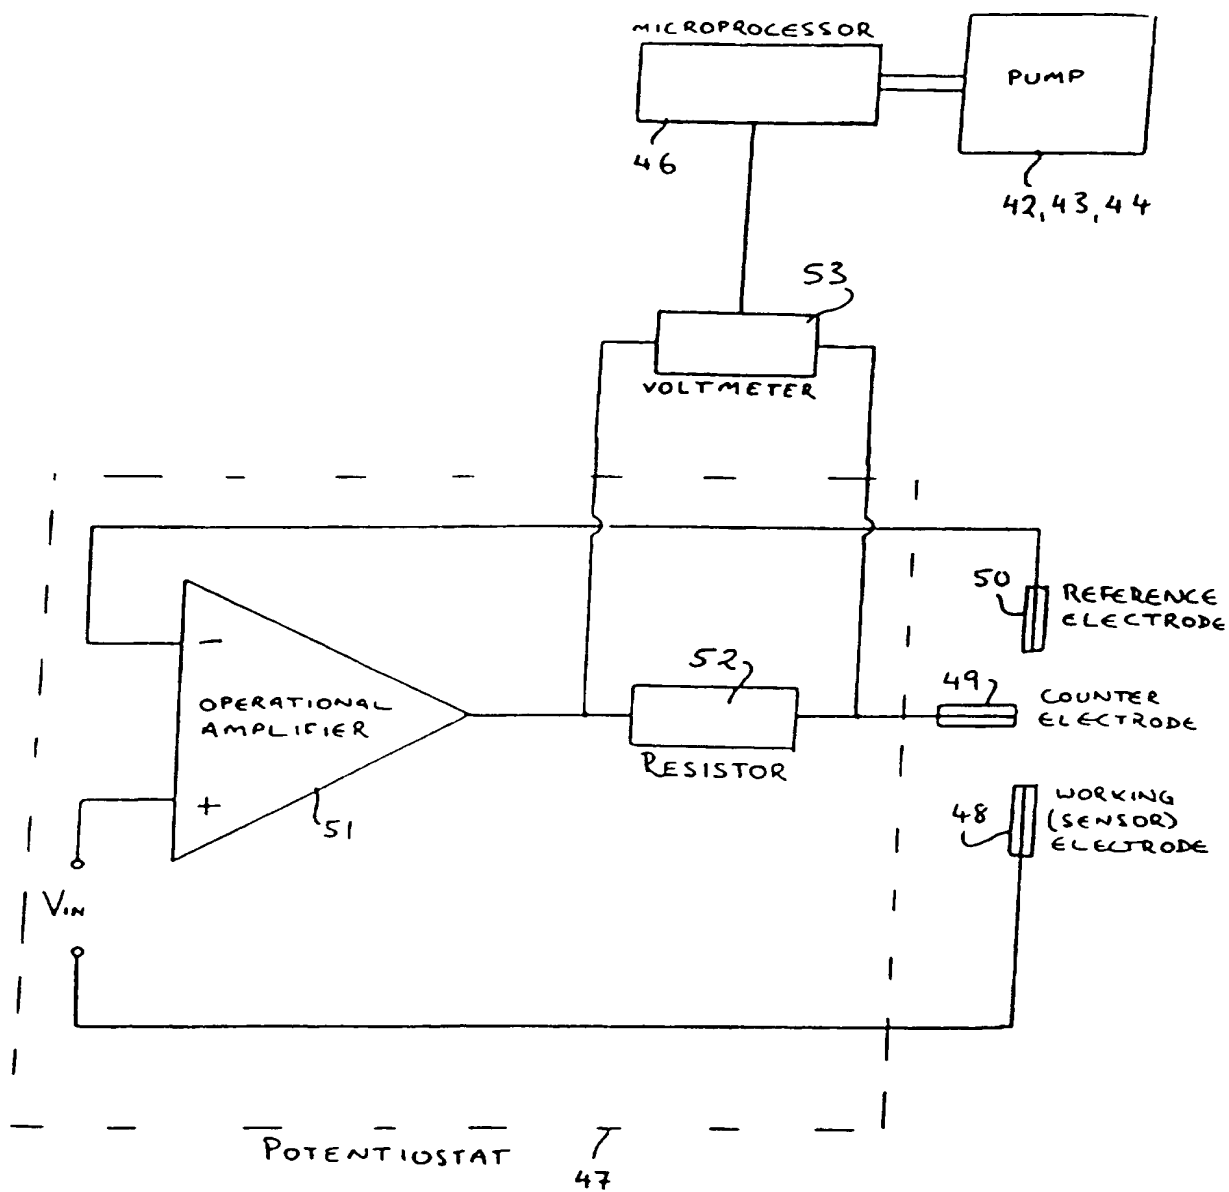 MICROPROCESSOR
PUMP
46
42, 43, 44
53
VOLTMETER
50
REFERENCE
ELECTRODE
−
52
49
OPERATIONAL
AMPLIFIER
COUNTER
ELECTRODE
RESISTOR
+
51
48
WORKING
(SENSOR)
ELECTRODE
VIN
POTENTIOSTAT
47